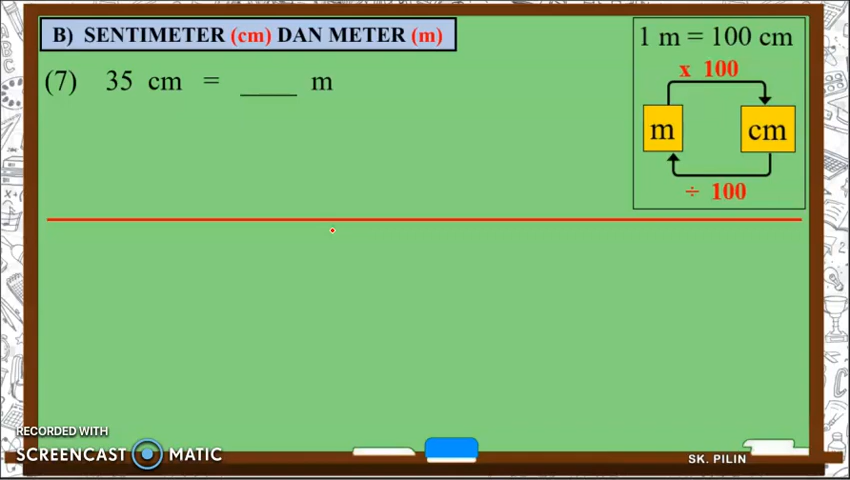 B) SENTIMETER (cm) DAN METER (m)
(7) 35 cm = ____ m
1 m = 100 cm
x 100
m
cm
÷ 100
RECORDED WITH
SCREENCAST MATIC
SK. PILIN